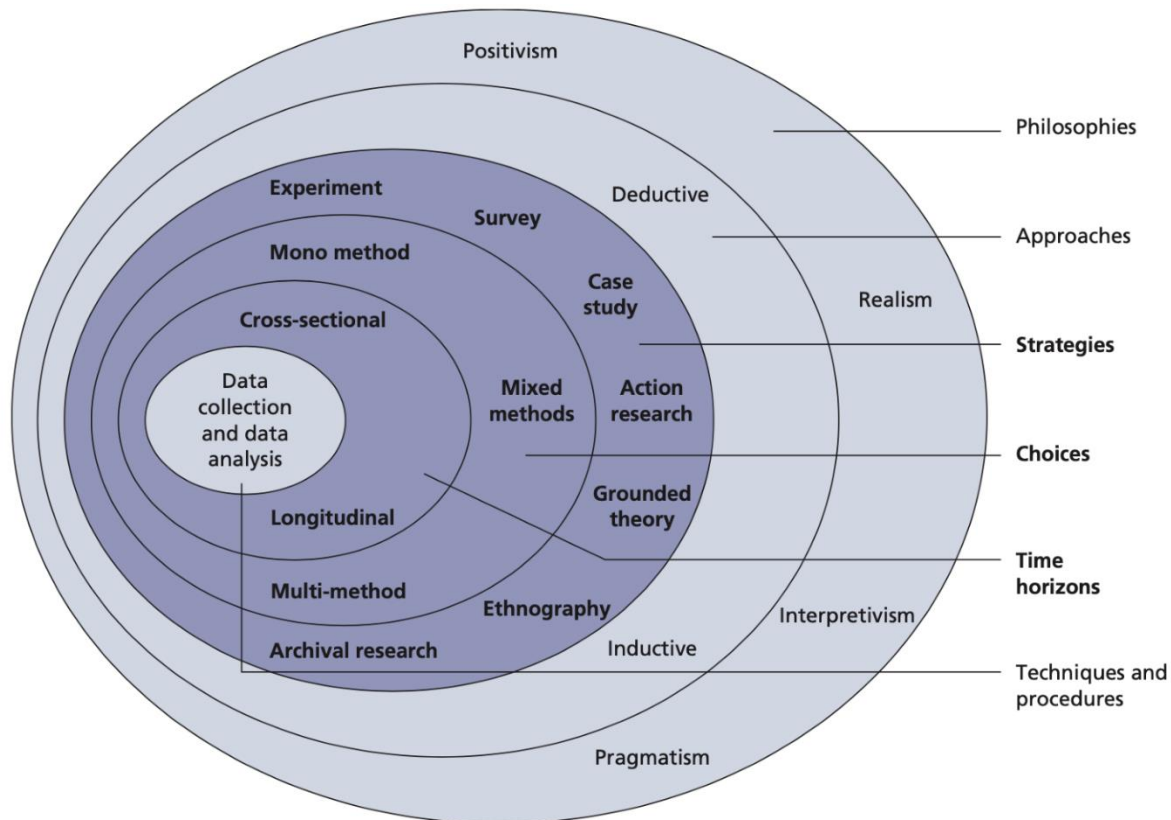 Positivism
Philosophies
Experiment
Deductive
Survey
Approaches
Mono method
Case
study
Realism
Cross-sectional
Strategies
Data
collection
and data
analysis
Mixed
methods
Action
research
Choices
Grounded
theory
Longitudinal
Time
horizons
Multi-method
Ethnography
Interpretivism
Archival research
Inductive
Techniques and
procedures
Pragmatism